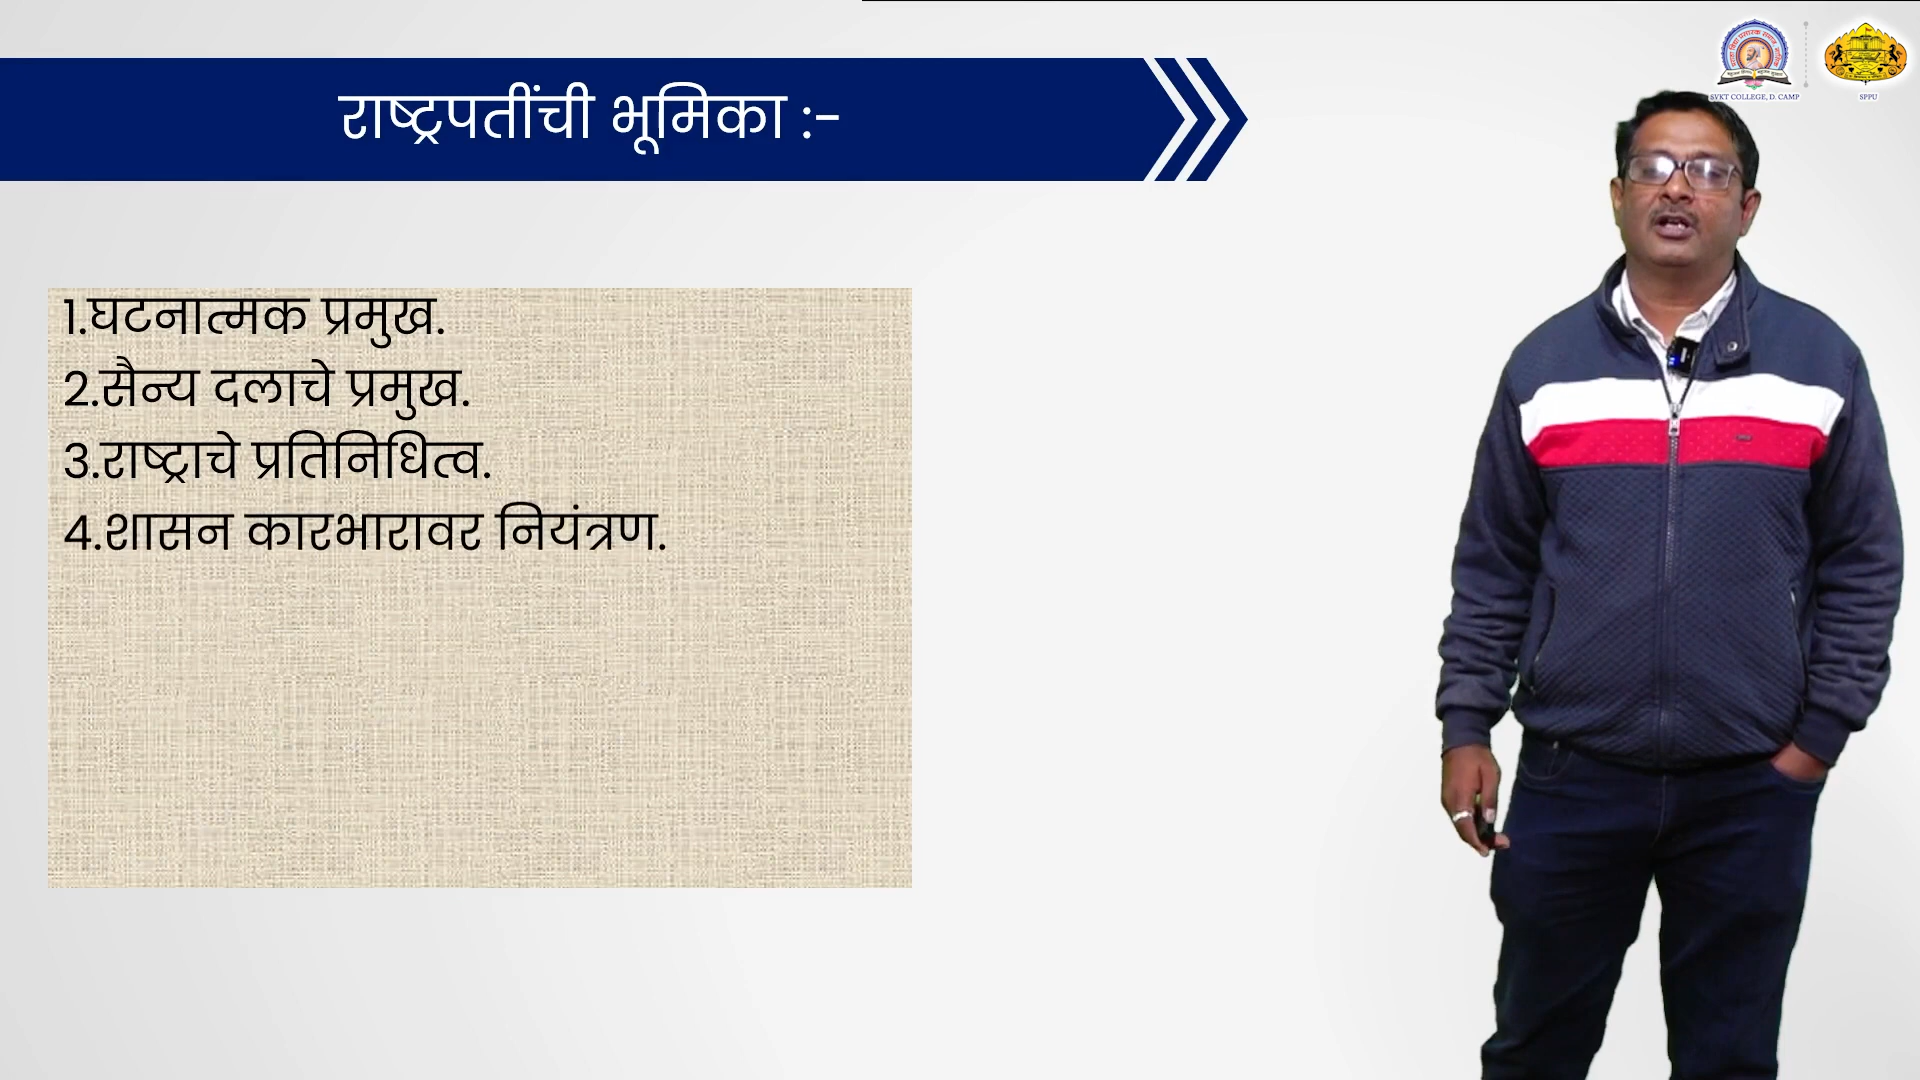 राष्ट्रपतींची भूमिका :-
1.घटनात्मक प्रमुख.
2.सैन्य दलाचे प्रमुख.
3.राष्ट्राचे प्रतिनिधित्व.
4.शासन कारभारावर नियंत्रण.
SVKT COLLEGE, D. CAMP
SPPU